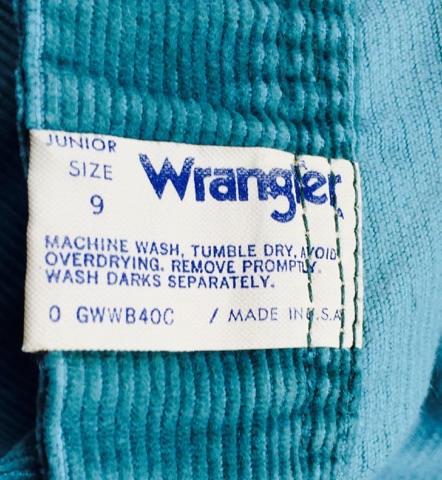 JUNIOR
SIZE
9
Wrangler
MACHINE WASH, TUMBLE DRY, AVOID
OVERDRYING. REMOVE PROMPTLY.
WASH DARKS SEPARATELY.
0 GWWB40C / MADE IN U.S.A